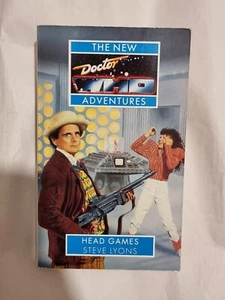 THE NEW
Doctor
WHO
ADVENTURES
HEAD GAMES
STEVE LYONS